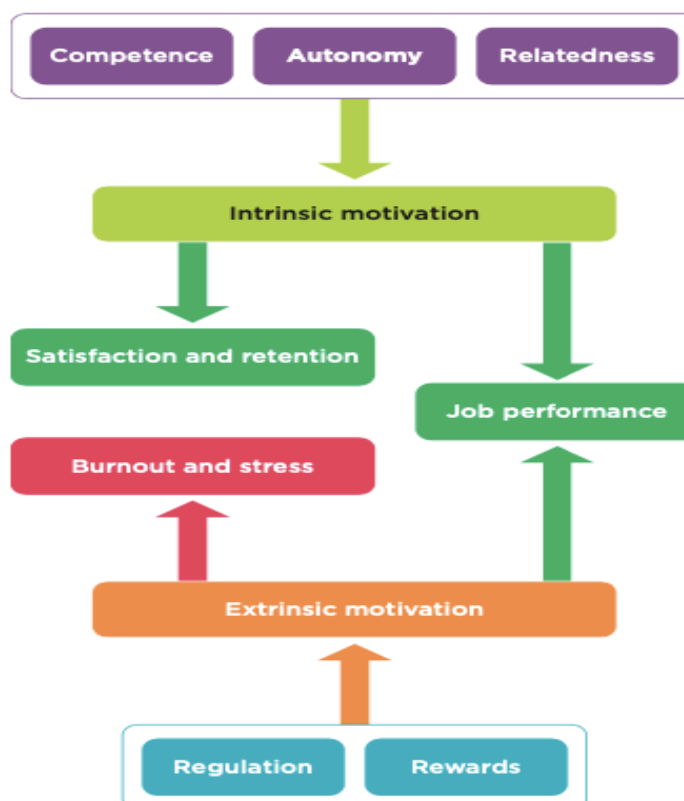 Competence
Autonomy
Relatedness
Intrinsic motivation
Satisfaction and retention
Job performance
Burnout and stress
Extrinsic motivation
Regulation
Rewards